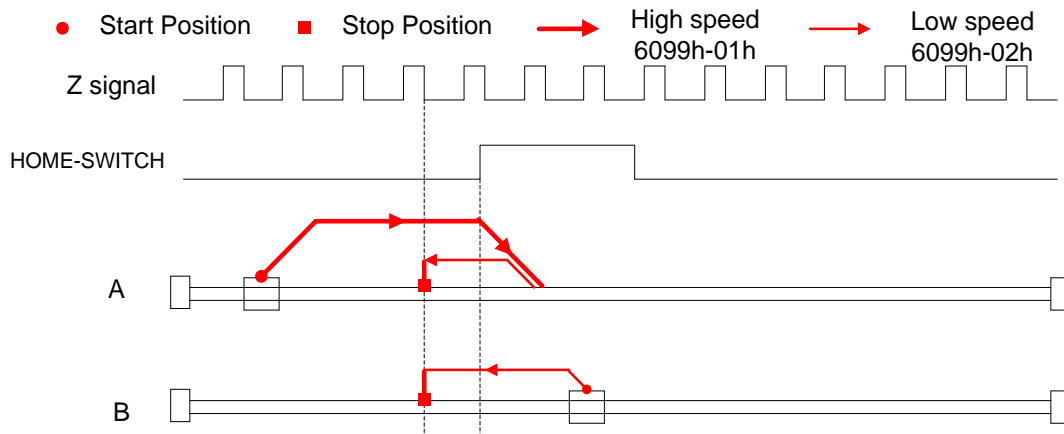 Start Position
Stop Position
High speed
6099h-01h
Low speed
6099h-02h
Z signal
HOME-SWITCH
A
B